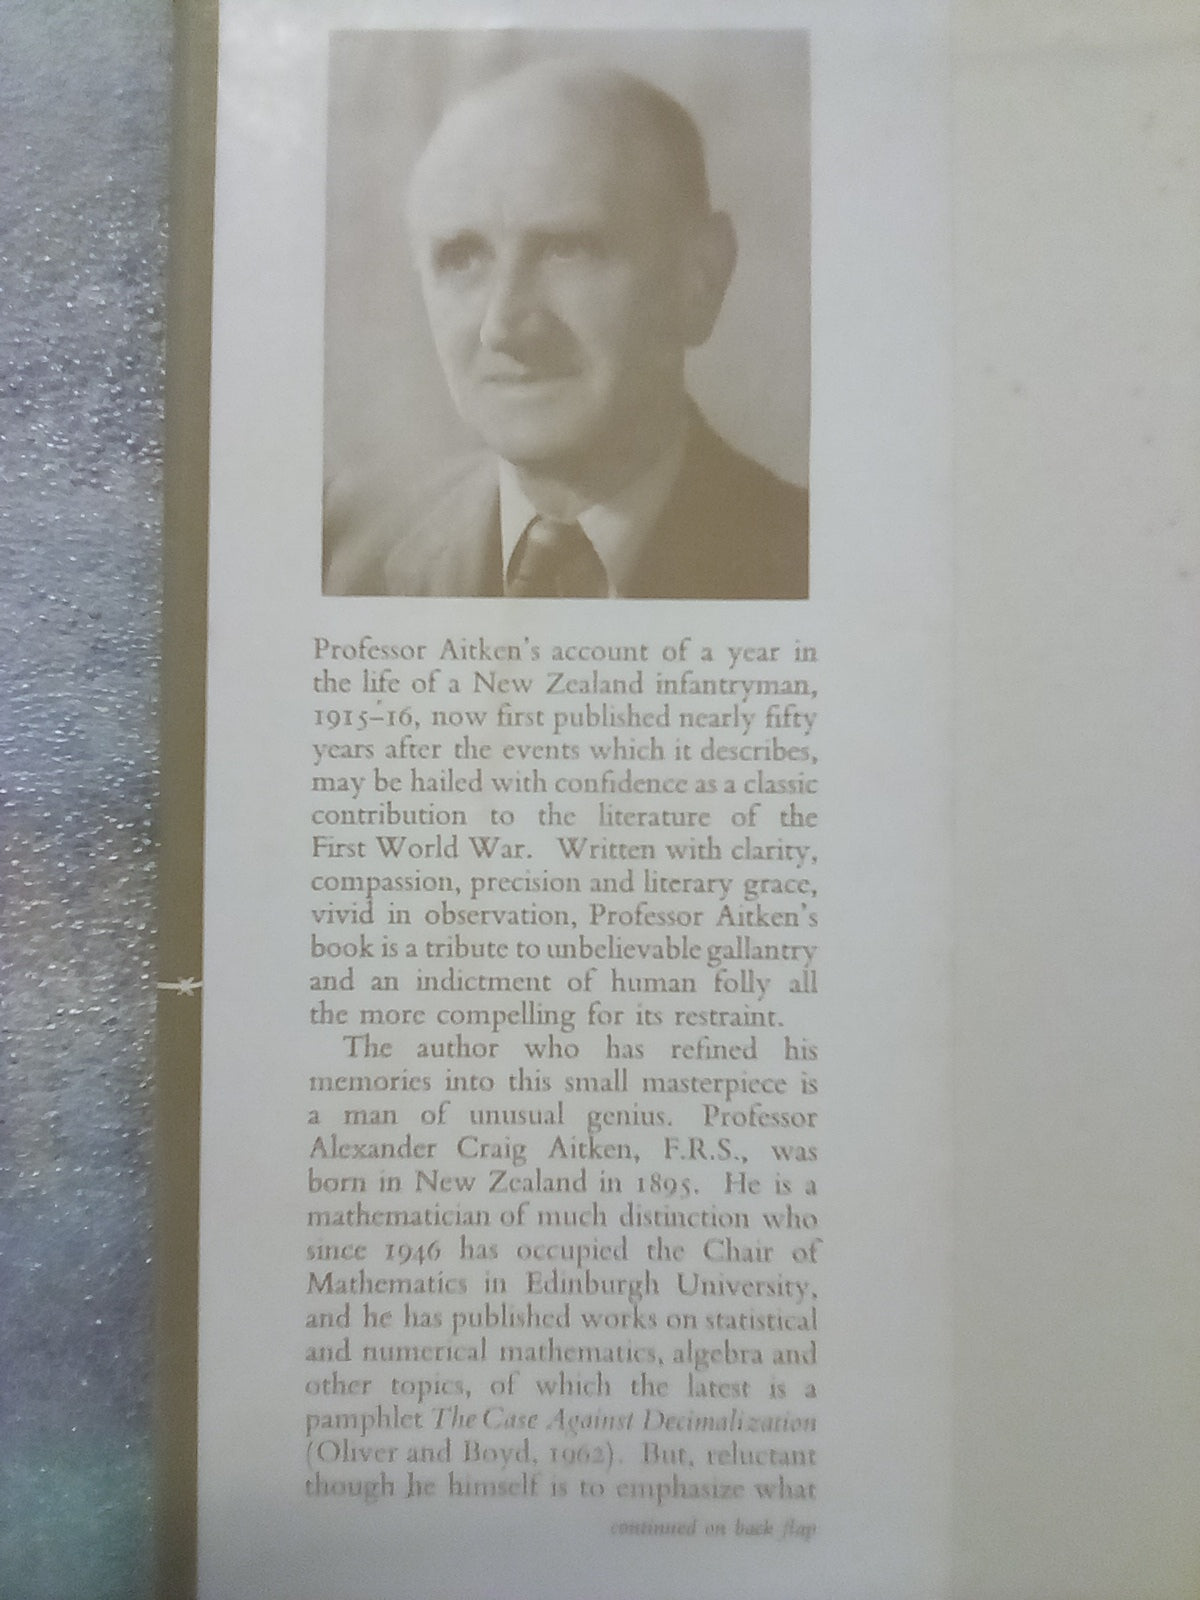 Professor Aitken's account of a year in
the life of a New Zealand infantryman,
1915–16, now first published nearly fifty
years after the events which it describes,
may be hailed with confidence as a classic
contribution to the literature of the
First World War. Written with clarity,
compassion, precision and literary grace,
vivid in observation, Professor Aitken's
book is a tribute to unbelievable gallantry
and an indictment of human folly all
the more compelling for its restraint.
The author who has refined his
memories into this small masterpiece is
a man of unusual genius. Professor
Alexander Craig Aitken, F.R.S., was
born in New Zealand in 1895. He is a
mathematician of much distinction who
since 1946 has occupied the Chair of
Mathematics in Edinburgh University,
and he has published works on statistical
and numerical mathematics, algebra and
other topics, of which the latest is a
pamphlet The Case Against Decimalization
(Oliver and Boyd, 1962). But, reluctant
though he himself is to emphasize what
continued on back flap